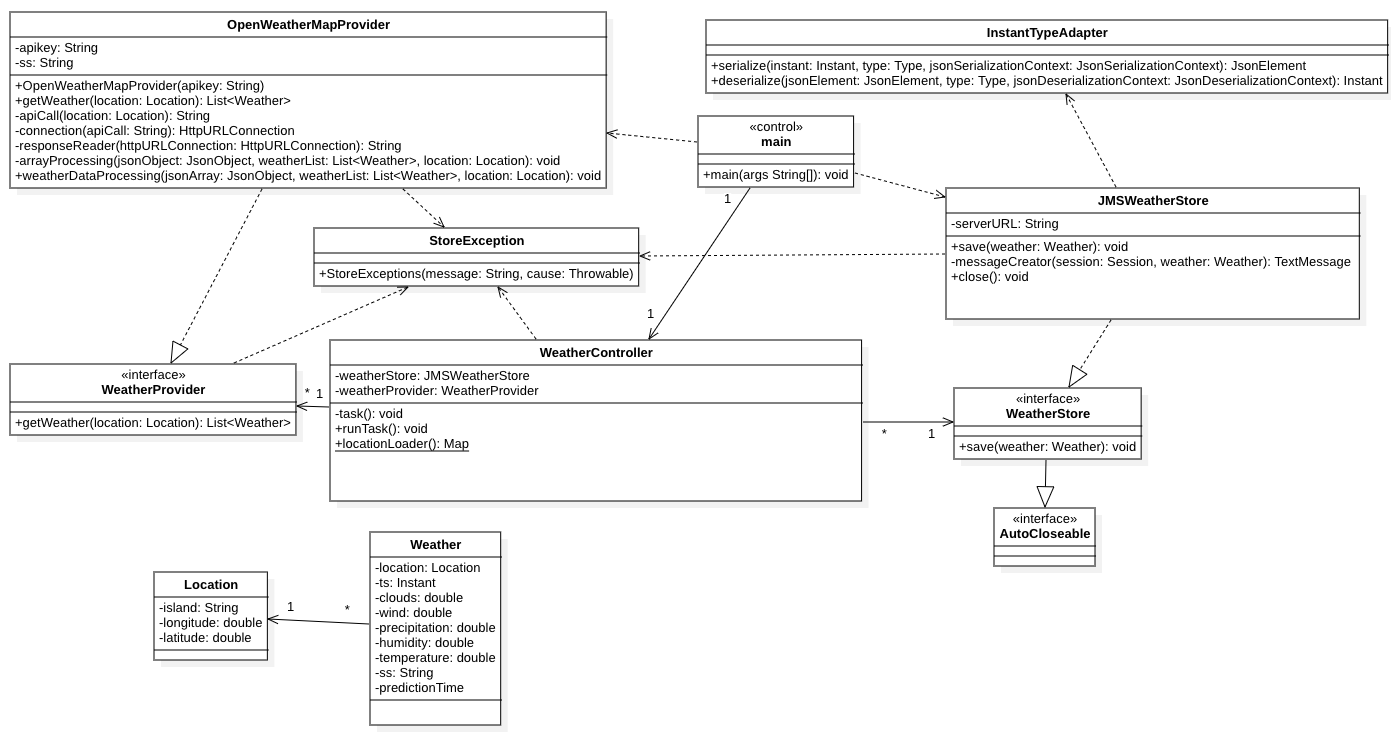 OpenWeatherMapProvider
-apikey: String
-ss: String
+OpenWeatherMapProvider(apikey: String)
+getWeather(location: Location): List<Weather>
-apiCall(location: Location): String
-connection(apiCall: String): HttpURLConnection
-responseReader(httpURLConnection: HttpURLConnection): String
-arrayProcessing(jsonObject: JsonObject, weatherList: List<Weather>, location: Location): void
+weatherDataProcessing(jsonArray: JsonObject, weatherList: List<Weather>, location: Location): void
InstantTypeAdapter
+serialize(instant: Instant, type: Type, jsonSerializationContext: JsonSerializationContext): JsonElement
+deserialize(jsonElement: JsonElement, type: Type, jsonDeserializationContext: JsonDeserializationContext): Instant
«control»
main
+main(args String[]): void
1
1
JMSWeatherStore
-serverURL: String
+save(weather: Weather): void
-messageCreator(session: Session, weather: Weather): TextMessage
+close(): void
StoreException
+StoreExceptions(message: String, cause: Throwable)
«interface»
WeatherProvider
+getWeather(location: Location): List<Weather>
* 1
WeatherController
-weatherStore: JMSWeatherStore
-weatherProvider: WeatherProvider
-task(): void
+runTask(): void
+locationLoader(): Map
* 1
«interface»
WeatherStore
+save(weather: Weather): void
«interface»
AutoCloseable
Location
-island: String
-longitude: double
-latitude: double
1 *
Weather
-location: Location
-ts: Instant
-clouds: double
-wind: double
-precipitation: double
-humidity: double
-temperature: double
-ss: String
-predictionTime